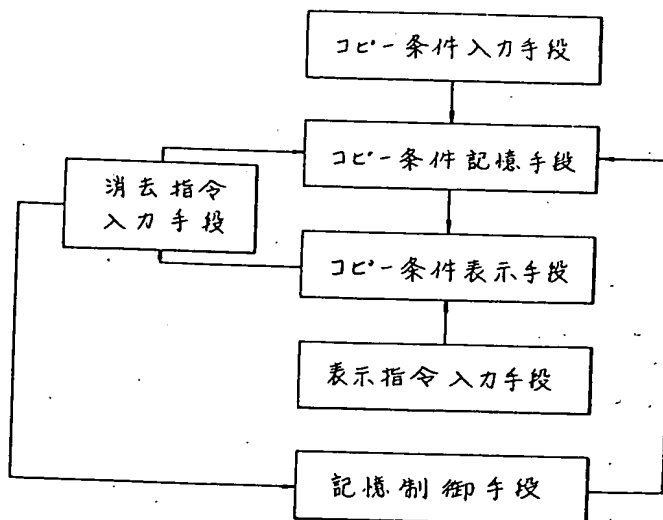 コピー条件入力手段
コピー条件記憶手段
消去指令
入力手段
コピー条件表示手段
表示指令入力手段
記憶制御手段